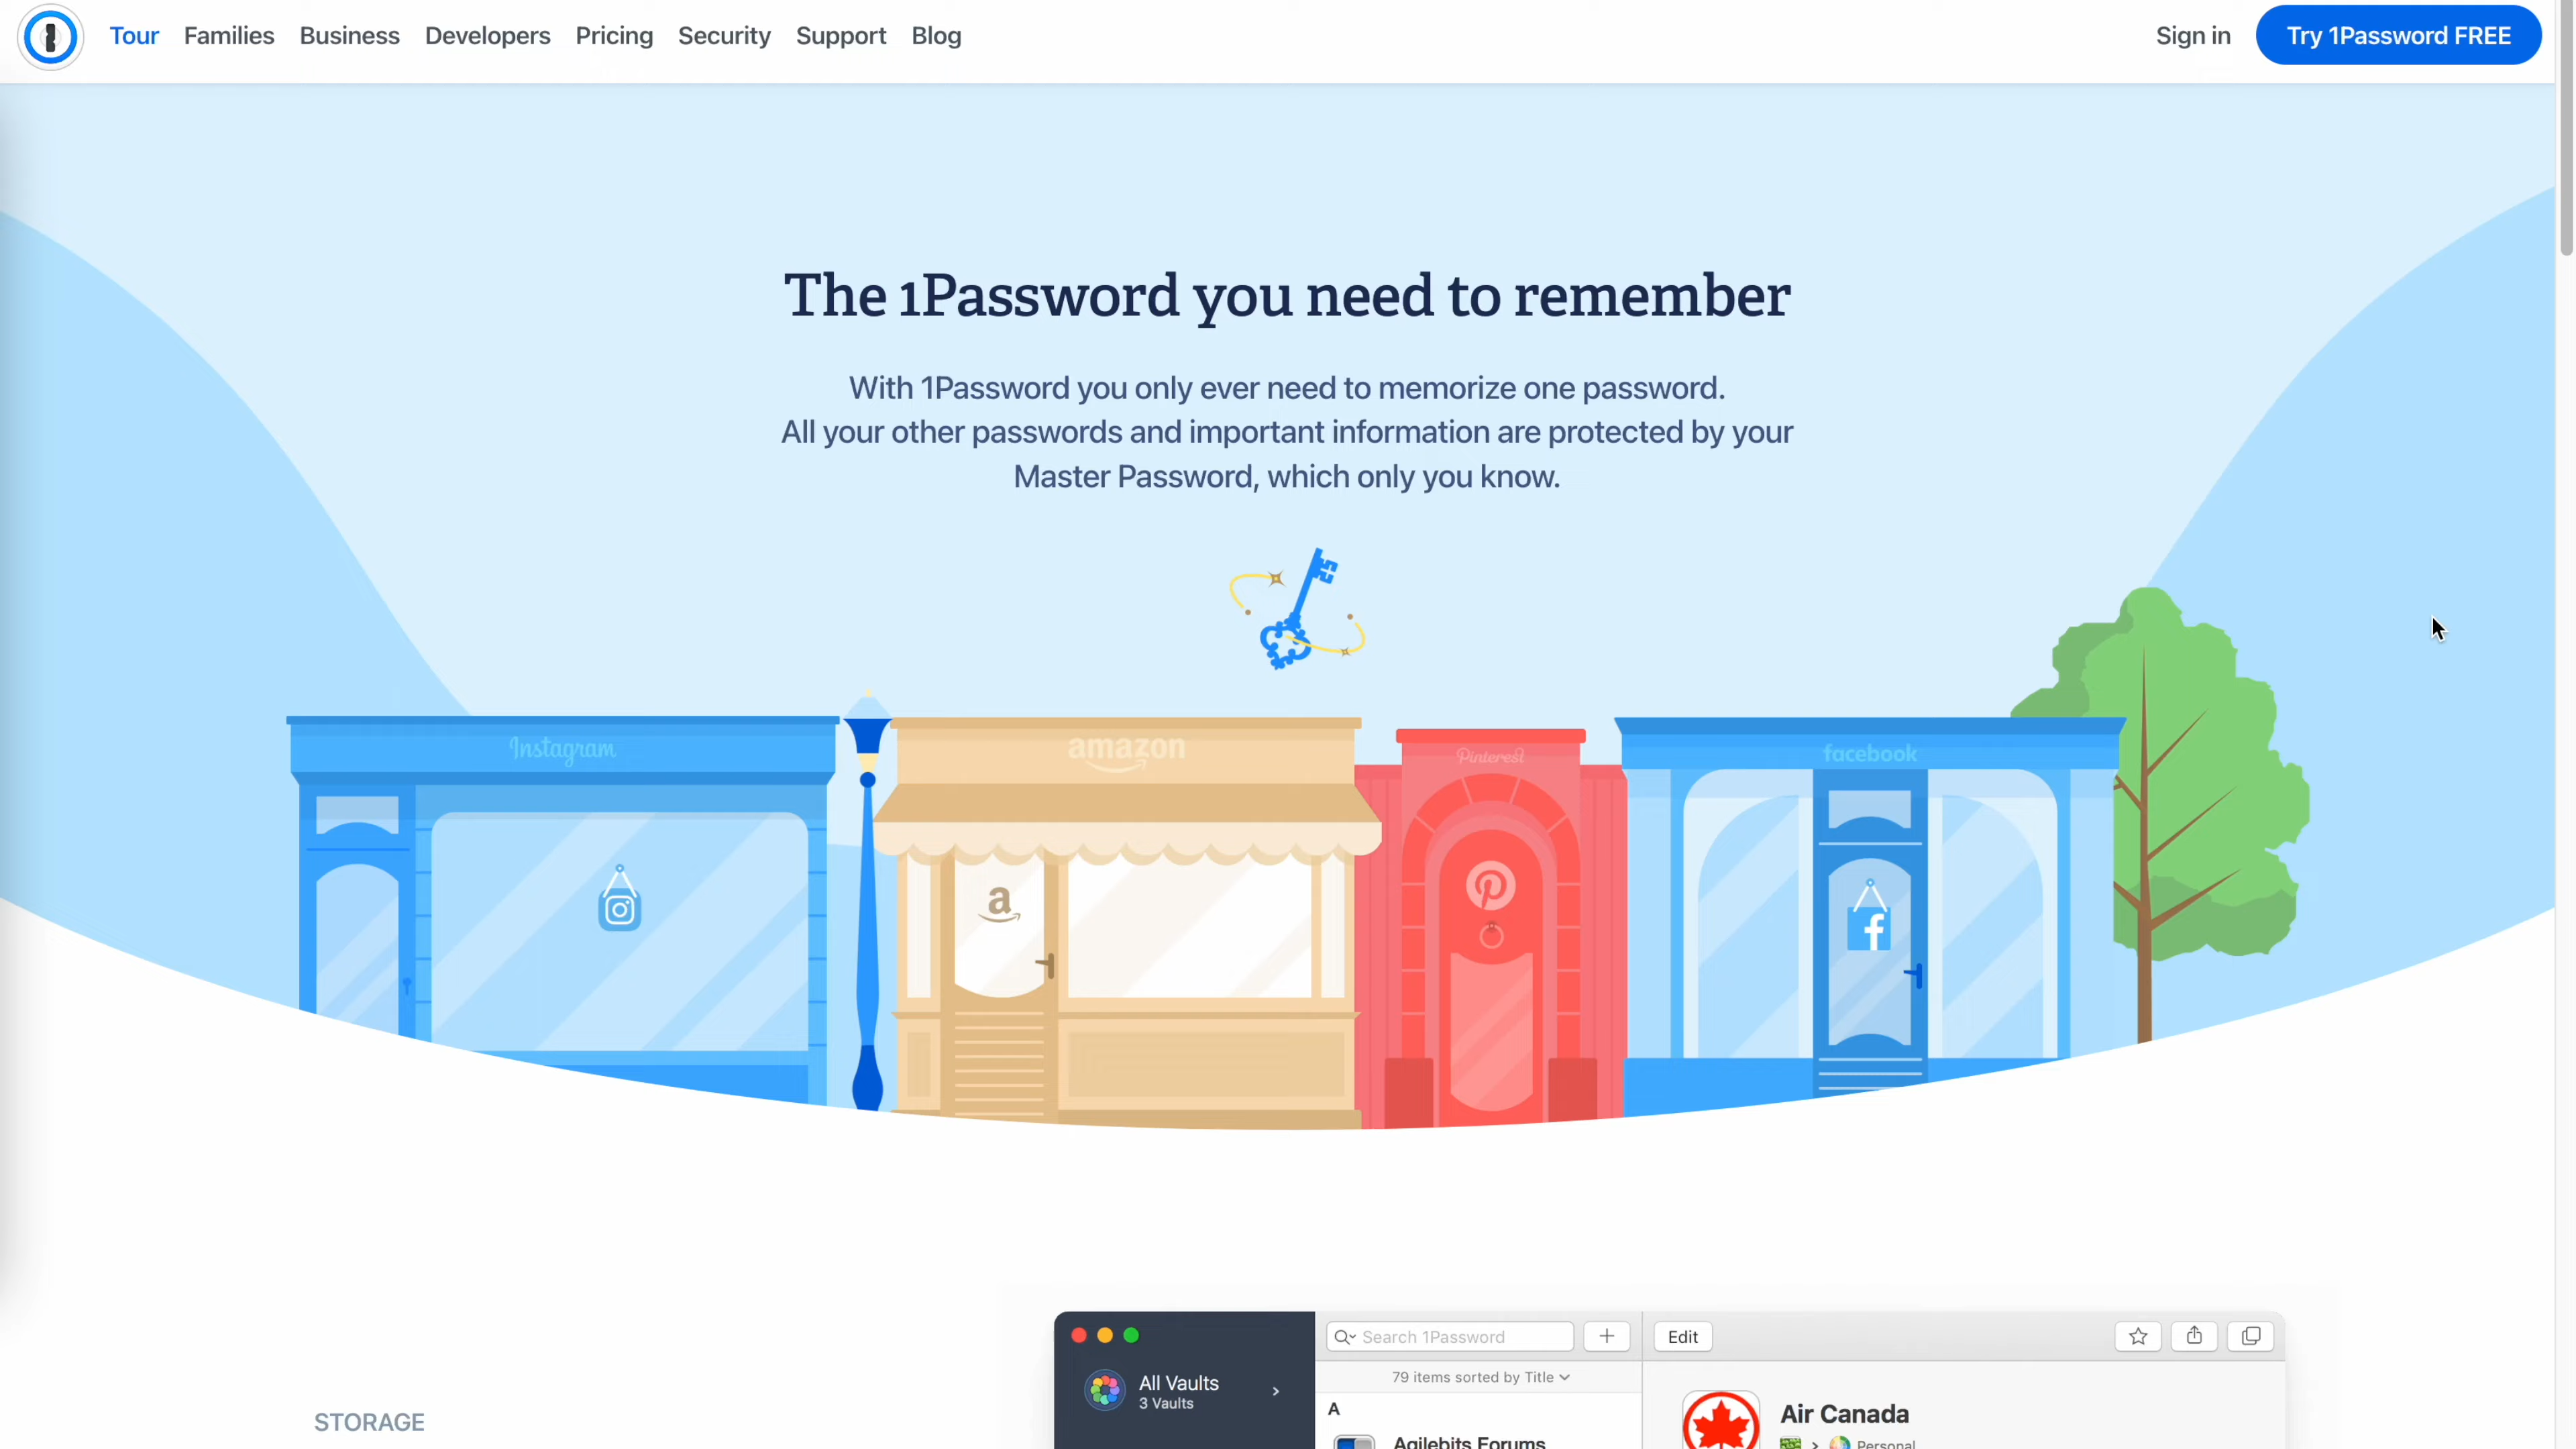 Tour Families Business Developers Pricing Security Support Blog Sign in Try 1Password FREE
The 1Password you need to remember
With 1Password you only ever need to memorize one password.
All your other passwords and important information are protected by your
Master Password, which only you know.
Instagram amazon Pinterest facebook
a
f
Search 1Password + Edit
79 items sorted by Title
All Vaults
3 Vaults
A
STORAGE
Air Canada
Agilebits Forums
Personal